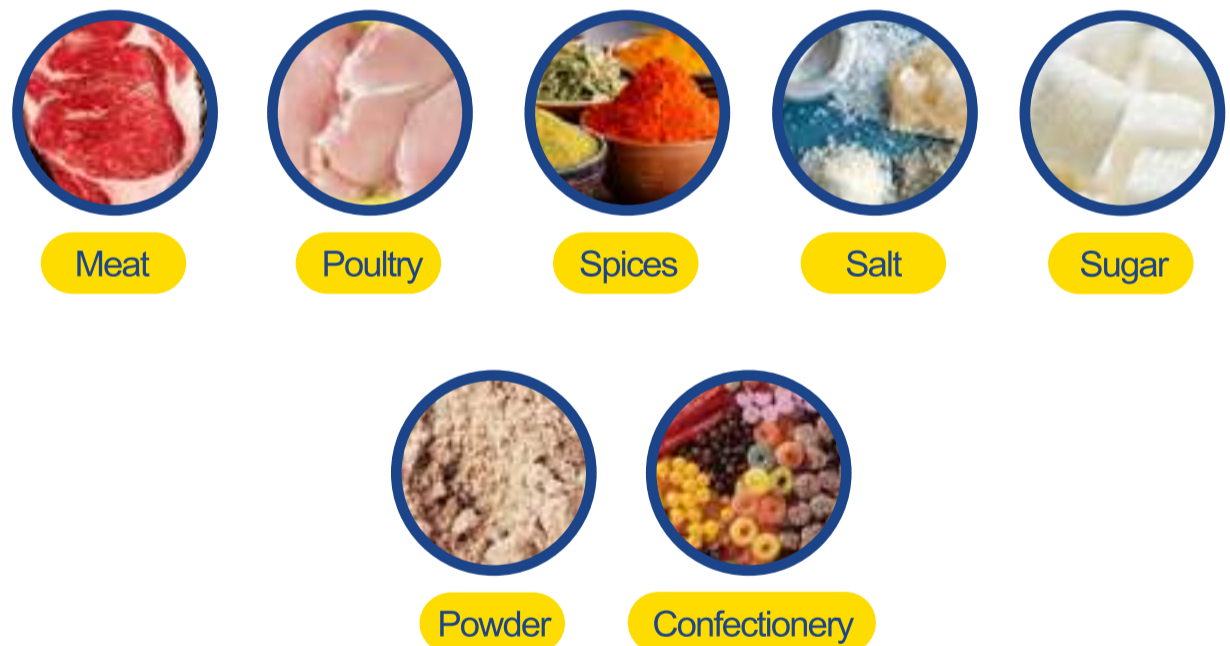 Meat
Poultry
Spices
Salt
Sugar
Powder
Confectionery